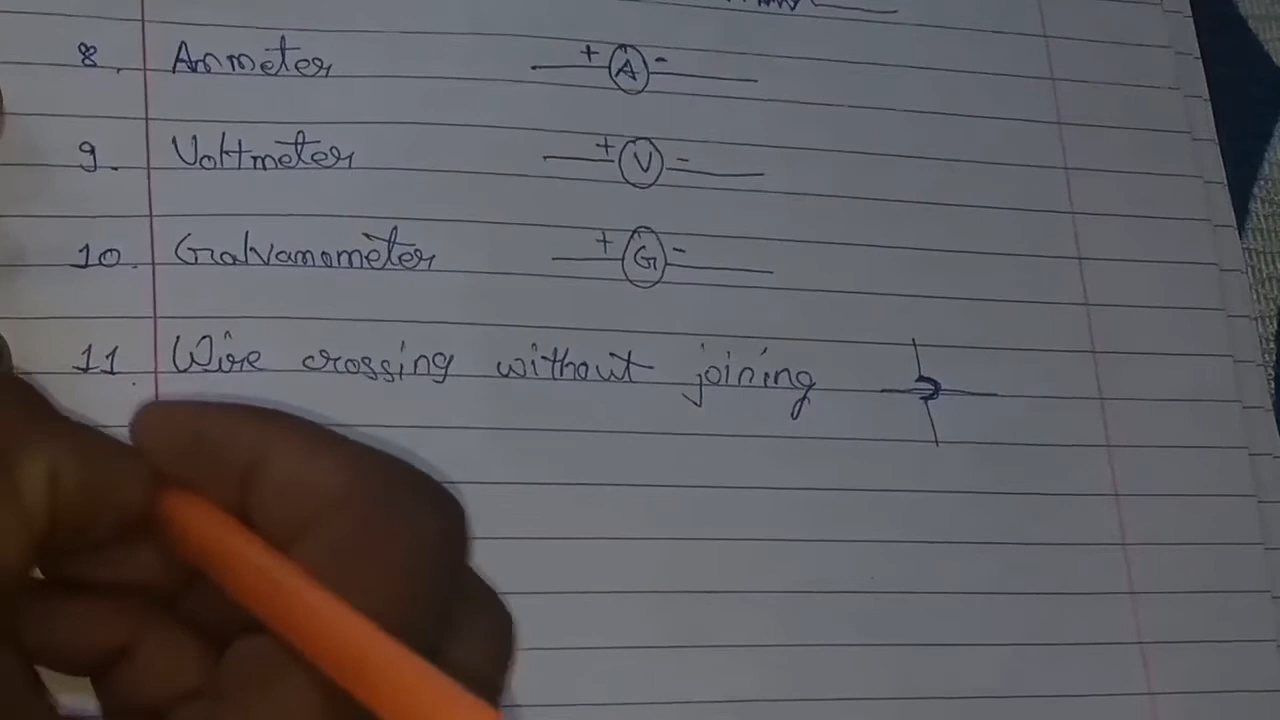 8. Ammeter + A -
9. Voltmeter + V -
10. Galvanometer + G -
11. Wire crossing without joining